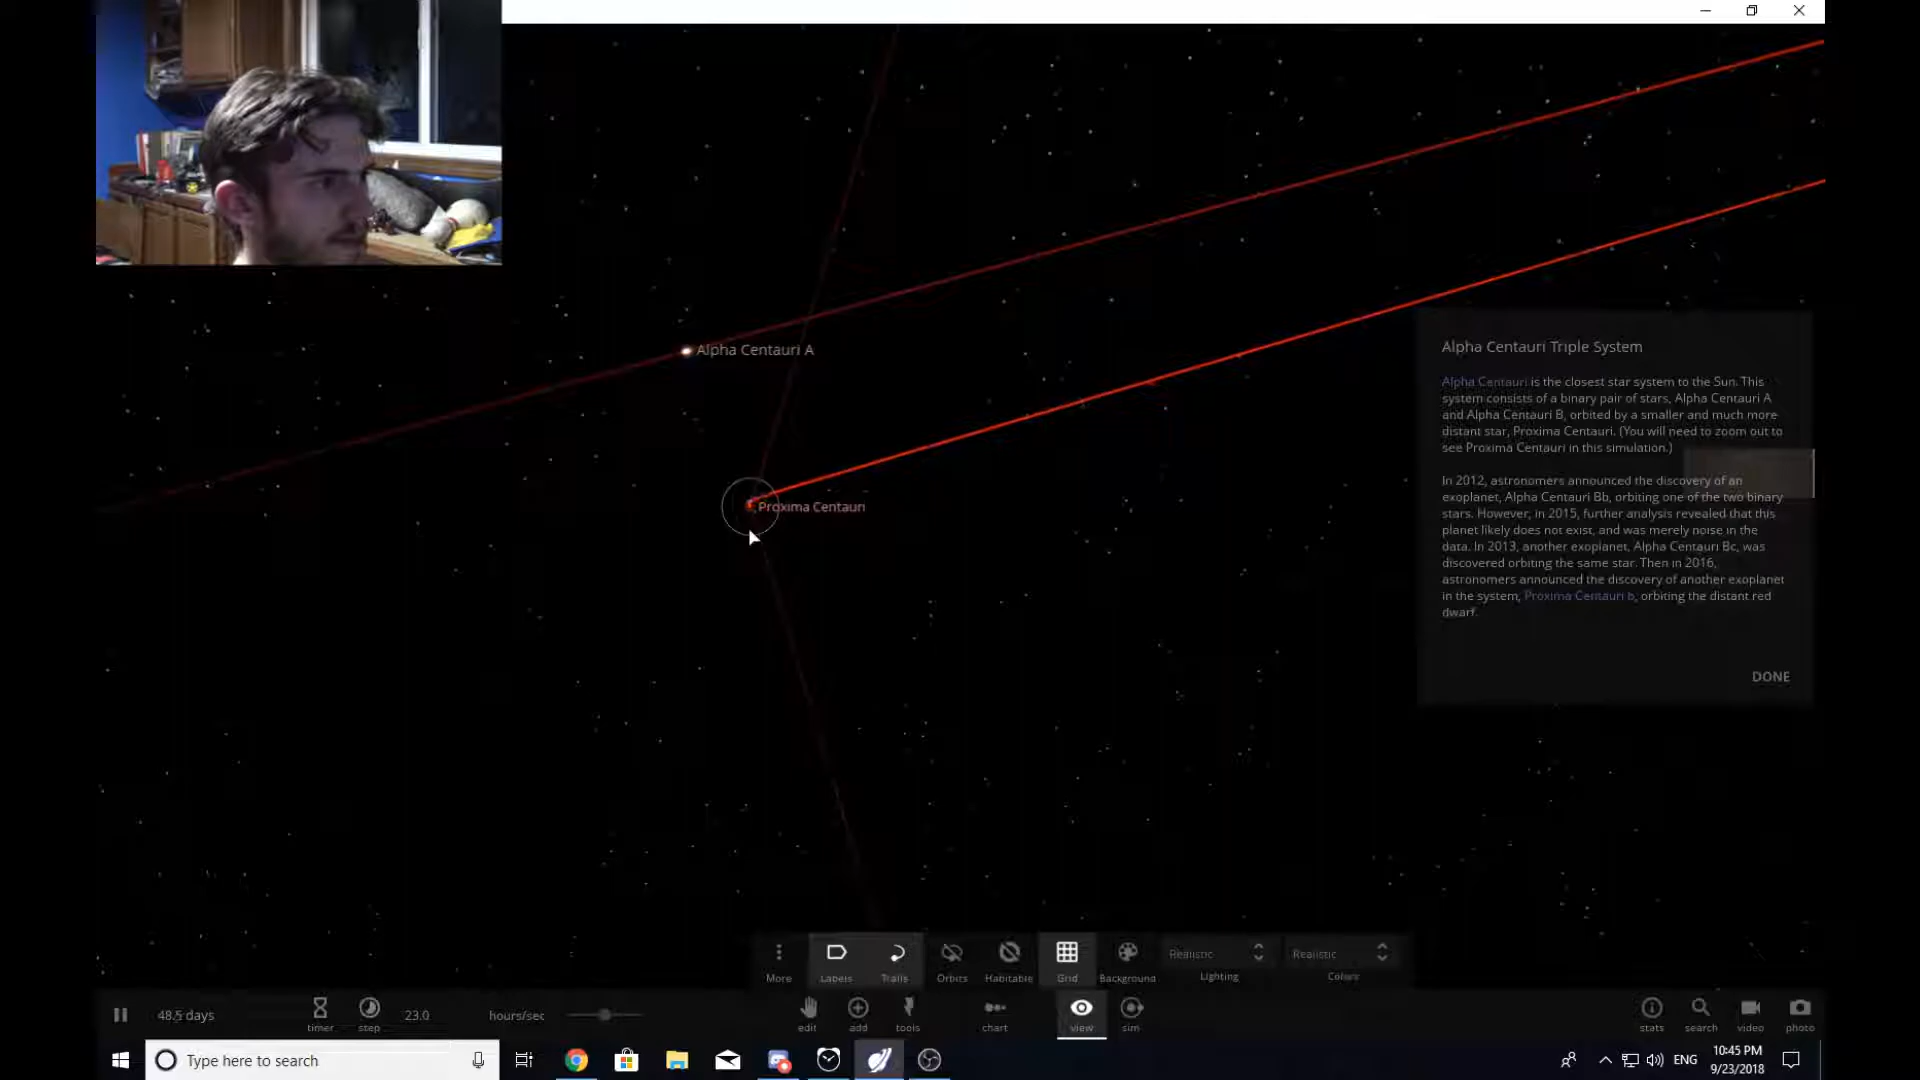 Alpha Centauri A
Proxima Centauri
Alpha Centauri Triple System
Alpha Centauri is the closest star system to the Sun. This
system consists of a binary pair of stars, Alpha Centauri A
and Alpha Centauri B, orbited by a smaller and much more
distant star, Proxima Centauri. (You will need to zoom out to
see Proxima Centauri in this simulation.)
In 2012, astronomers announced the discovery of an
exoplanet, Alpha Centauri Bb, orbiting one of the two binary
stars. However, in 2015, further analysis revealed that this
planet likely does not exist, and was merely noise in the
data. In 2013, another exoplanet, Alpha Centauri Bc, was
discovered orbiting the same star. Then in 2016,
astronomers announced the discovery of another exoplanet
in the system, Proxima Centauri b, orbiting the distant red
dwarf.
DONE
More Labels Trails Orbits Habitable Grid Background
Realistic Realistic
Lighting Colors
48.5 days timer step 23.0 hours/sec
edit add tools chart view sim
stats search video photo
Type here to search
ENG
10:45 PM
9/23/2018